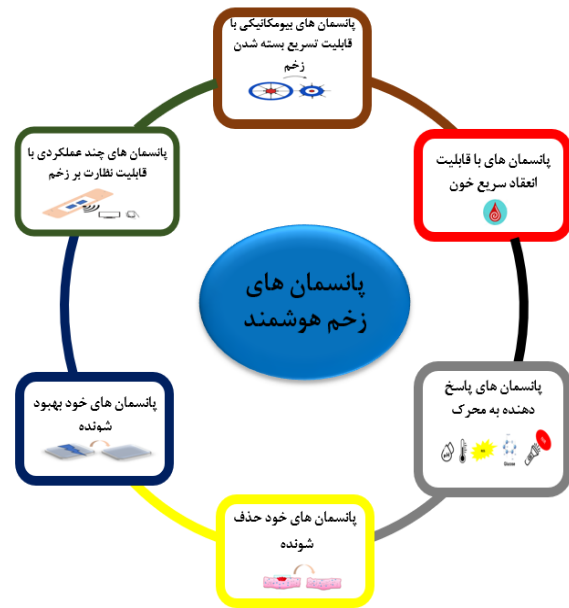 پانسمان های بیومکانیکی با
قابلیت تسریع بسته شدن
زخم
پانسمان های با قابلیت
انعقاد سریع خون
پانسمان های پاسخ
دهنده به محرک
pH
Glucose
پانسمان های خود حذف
شونده
پانسمان های خود بهبود
شونده
پانسمان های چند عملکردی با
قابلیت نظارت بر زخم
پانسمان های
زخم هوشمند